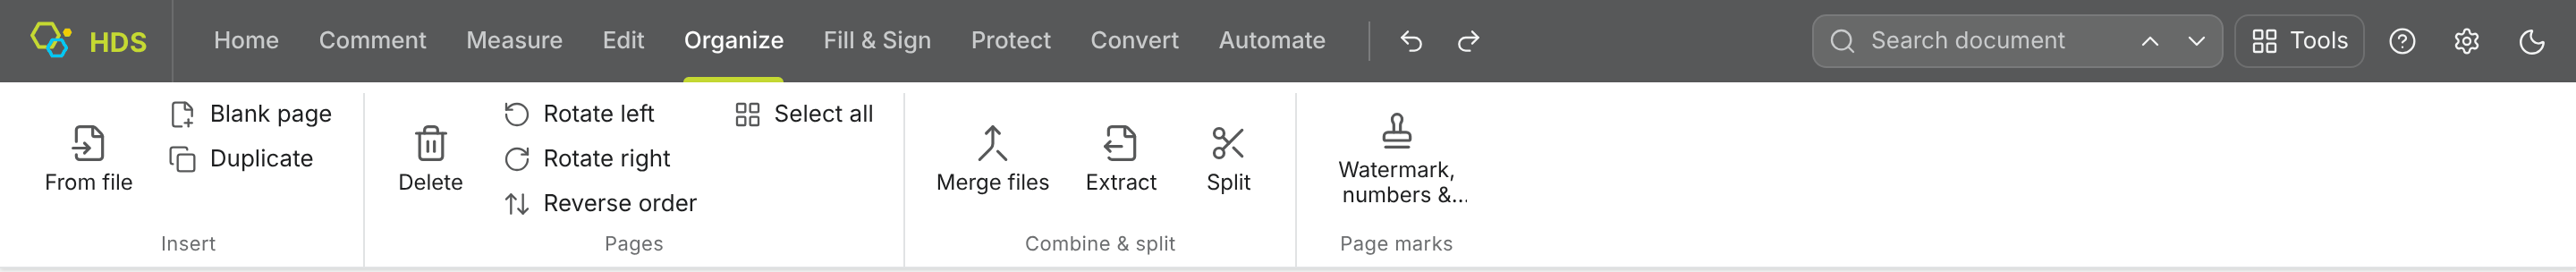 HDS
Home
Comment
Measure
Edit
Organize
Fill & Sign
Protect
Convert
Automate
Search document
Tools
From file
Blank page
Duplicate
Insert
Delete
Rotate left
Rotate right
Reverse order
Select all
Pages
Merge files
Extract
Split
Combine & split
Watermark,
numbers &...
Page marks